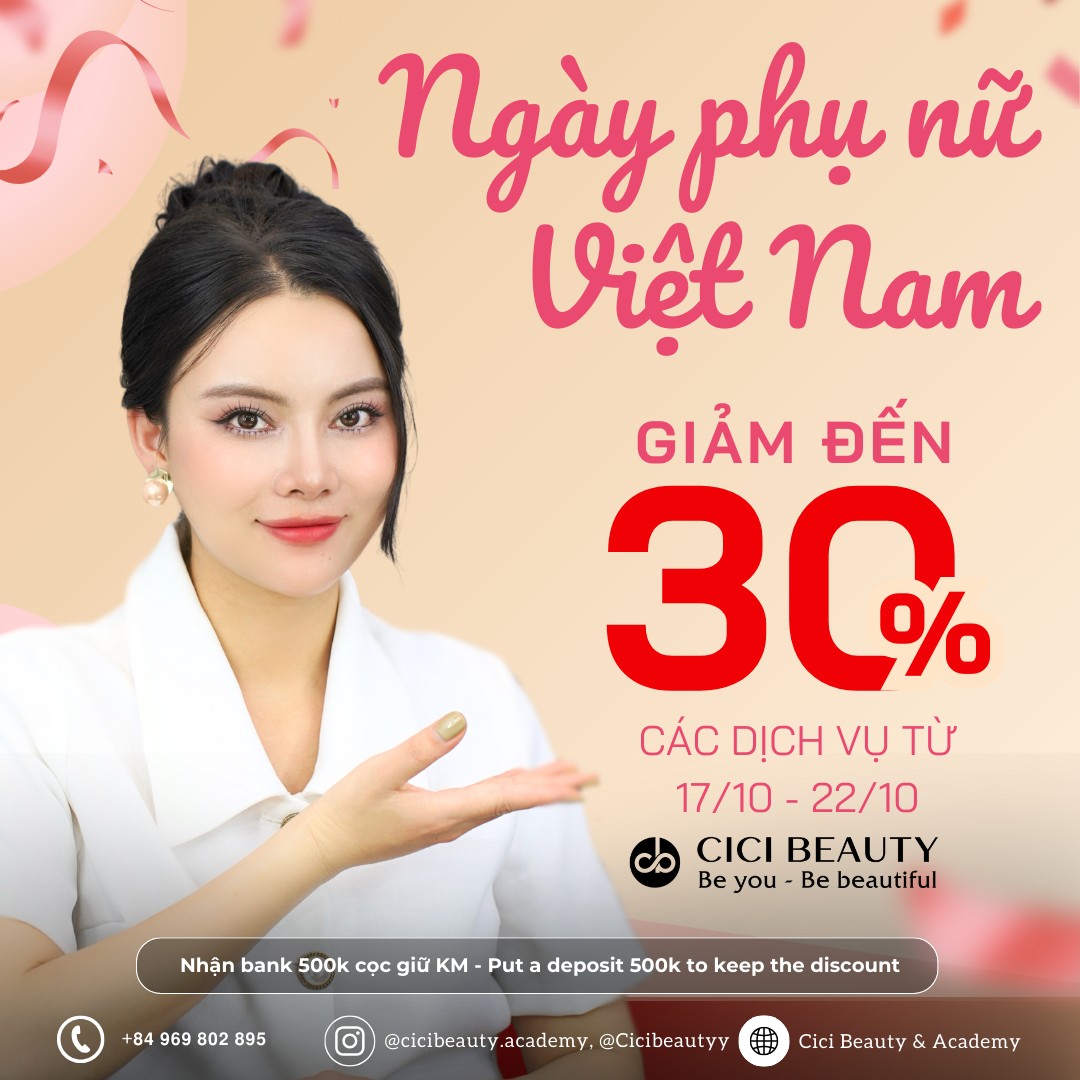 Ngày phụ nữ
Việt Nam
GIẢM ĐẾN
30%
CÁC DỊCH VỤ TỪ
17/10 - 22/10
CICI BEAUTY
Be you - Be beautiful
Nhận bank 500k cọc giữ KM - Put a deposit 500k to keep the discount
+84 969 802 895
@cicibeauty.academy, @Cicibeautyy
Cici Beauty & Academy